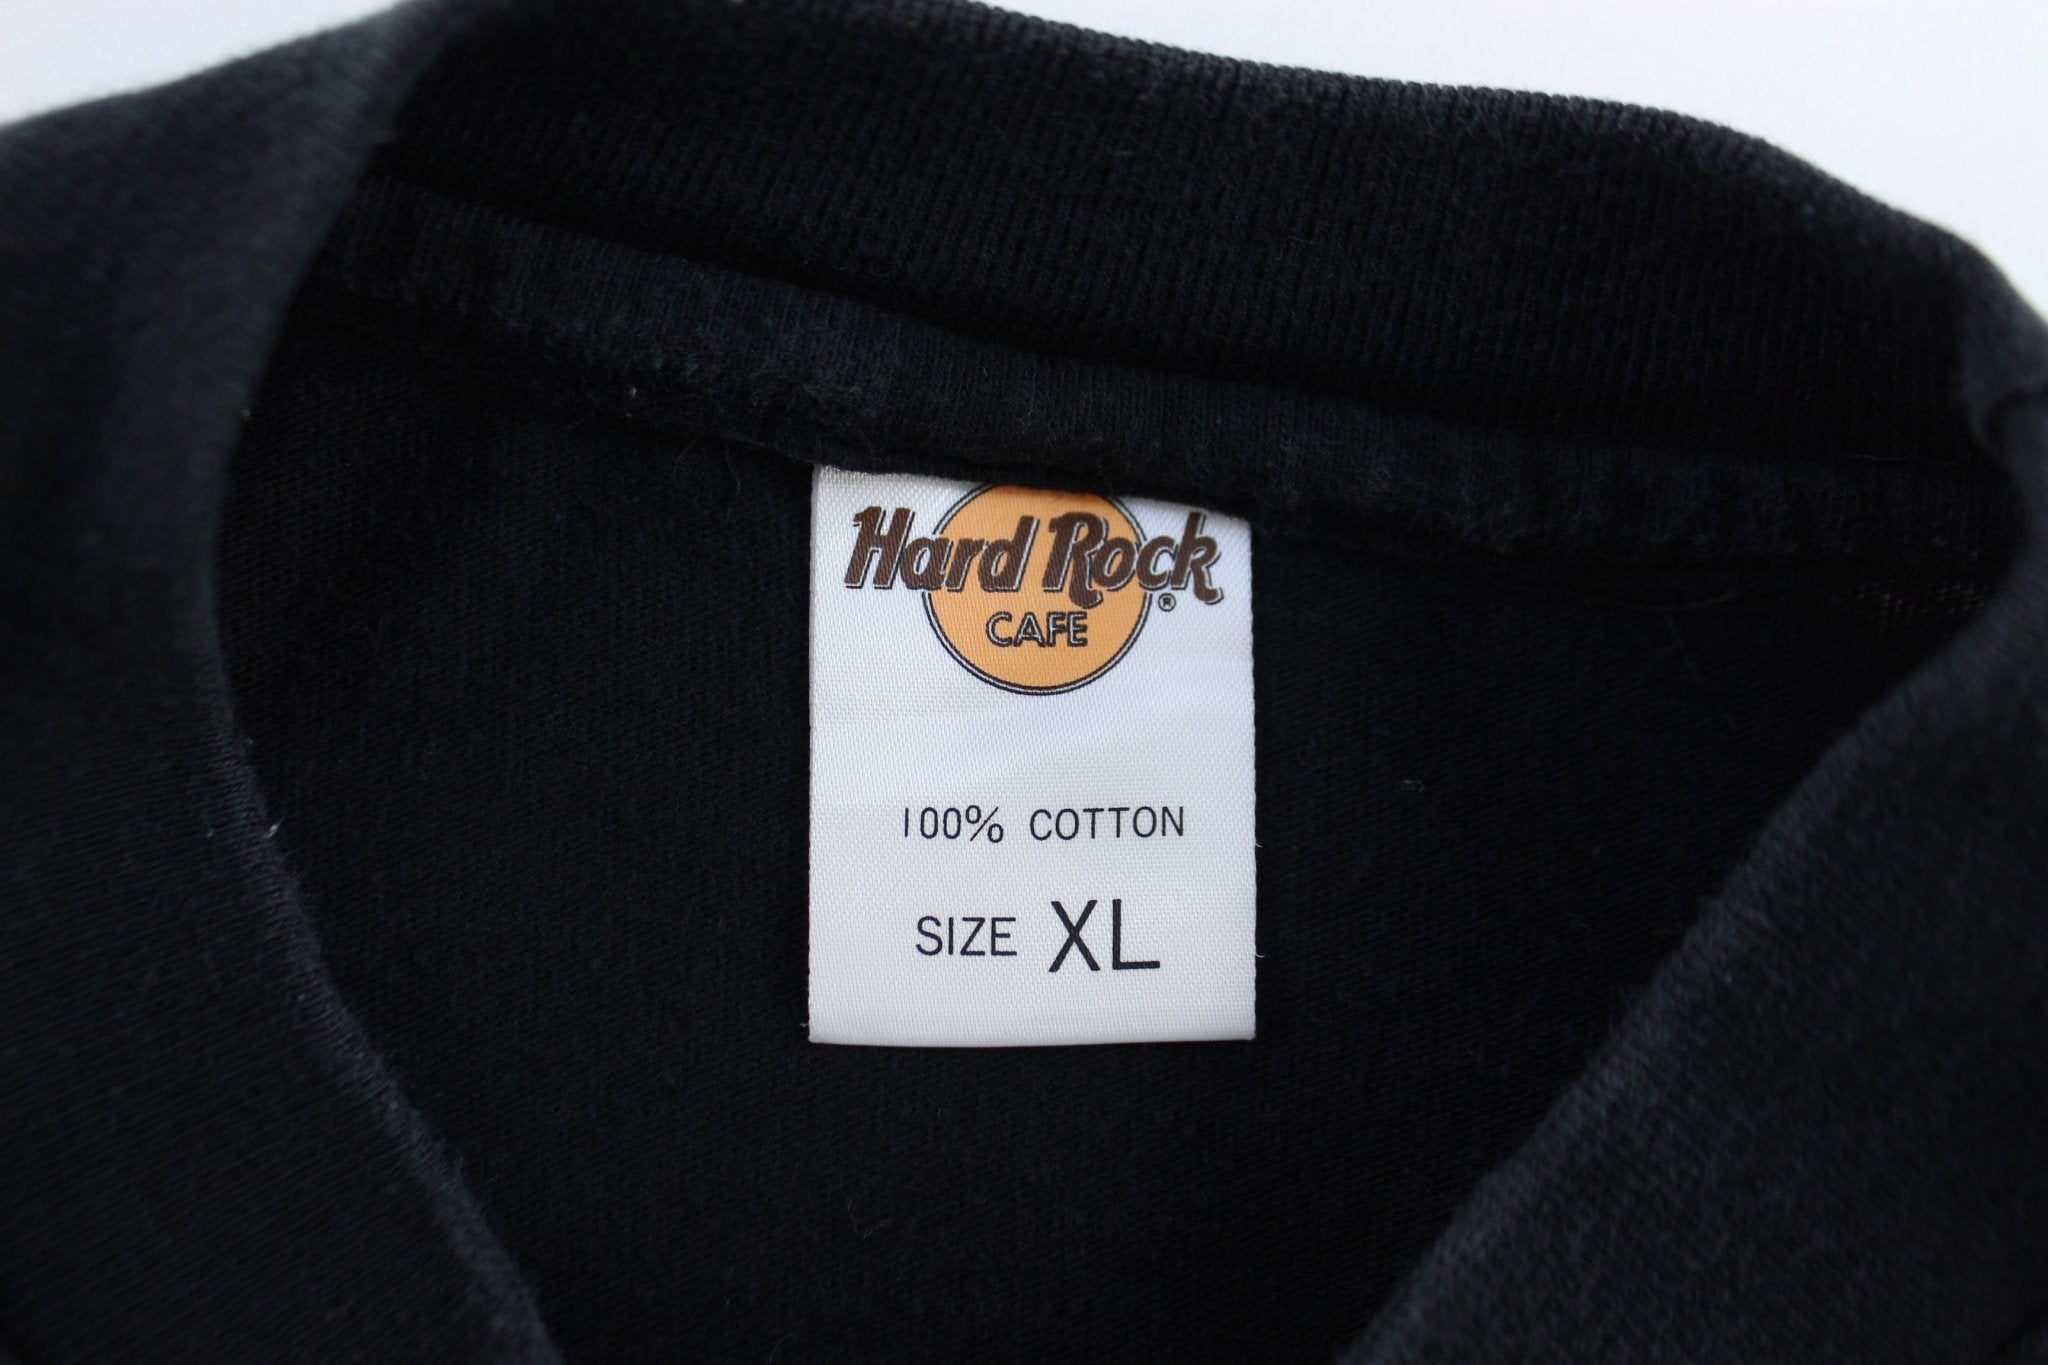 Hard Rock
®
CAFE
100% COTTON
SIZE XL